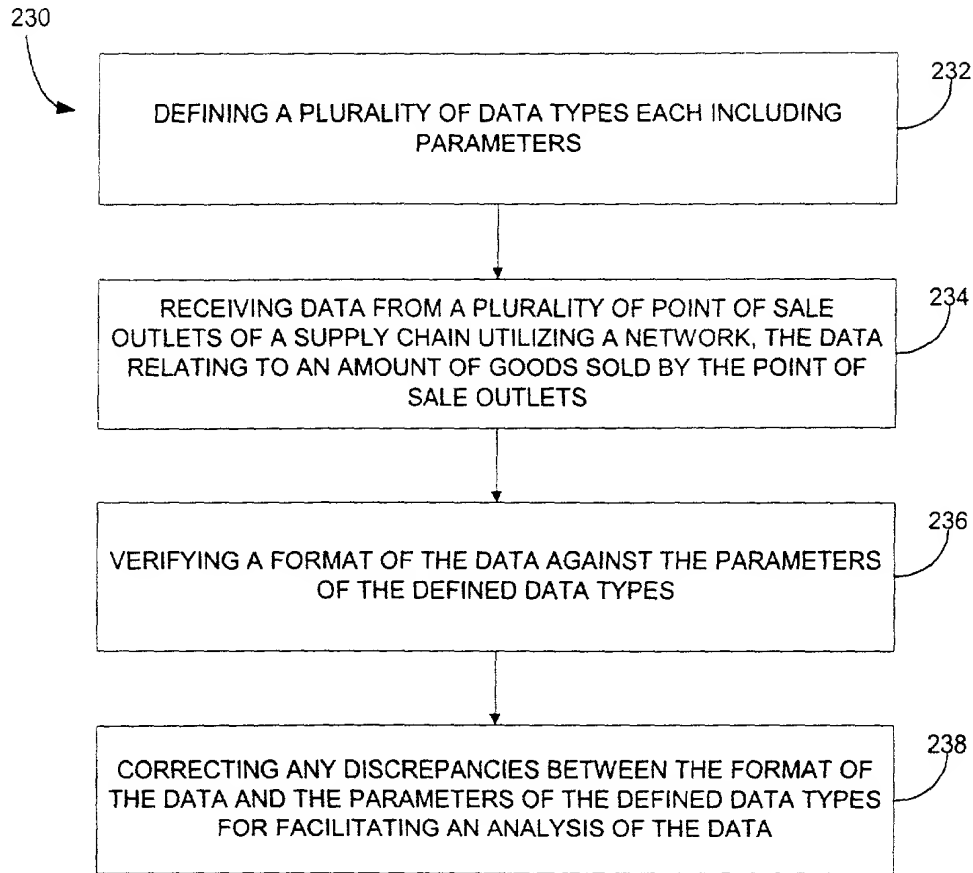 230
232
DEFINING A PLURALITY OF DATA TYPES EACH INCLUDING
PARAMETERS
234
RECEIVING DATA FROM A PLURALITY OF POINT OF SALE
OUTLETS OF A SUPPLY CHAIN UTILIZING A NETWORK, THE DATA
RELATING TO AN AMOUNT OF GOODS SOLD BY THE POINT OF
SALE OUTLETS
236
VERIFYING A FORMAT OF THE DATA AGAINST THE PARAMETERS
OF THE DEFINED DATA TYPES
238
CORRECTING ANY DISCREPANCIES BETWEEN THE FORMAT OF
THE DATA AND THE PARAMETERS OF THE DEFINED DATA TYPES
FOR FACILITATING AN ANALYSIS OF THE DATA